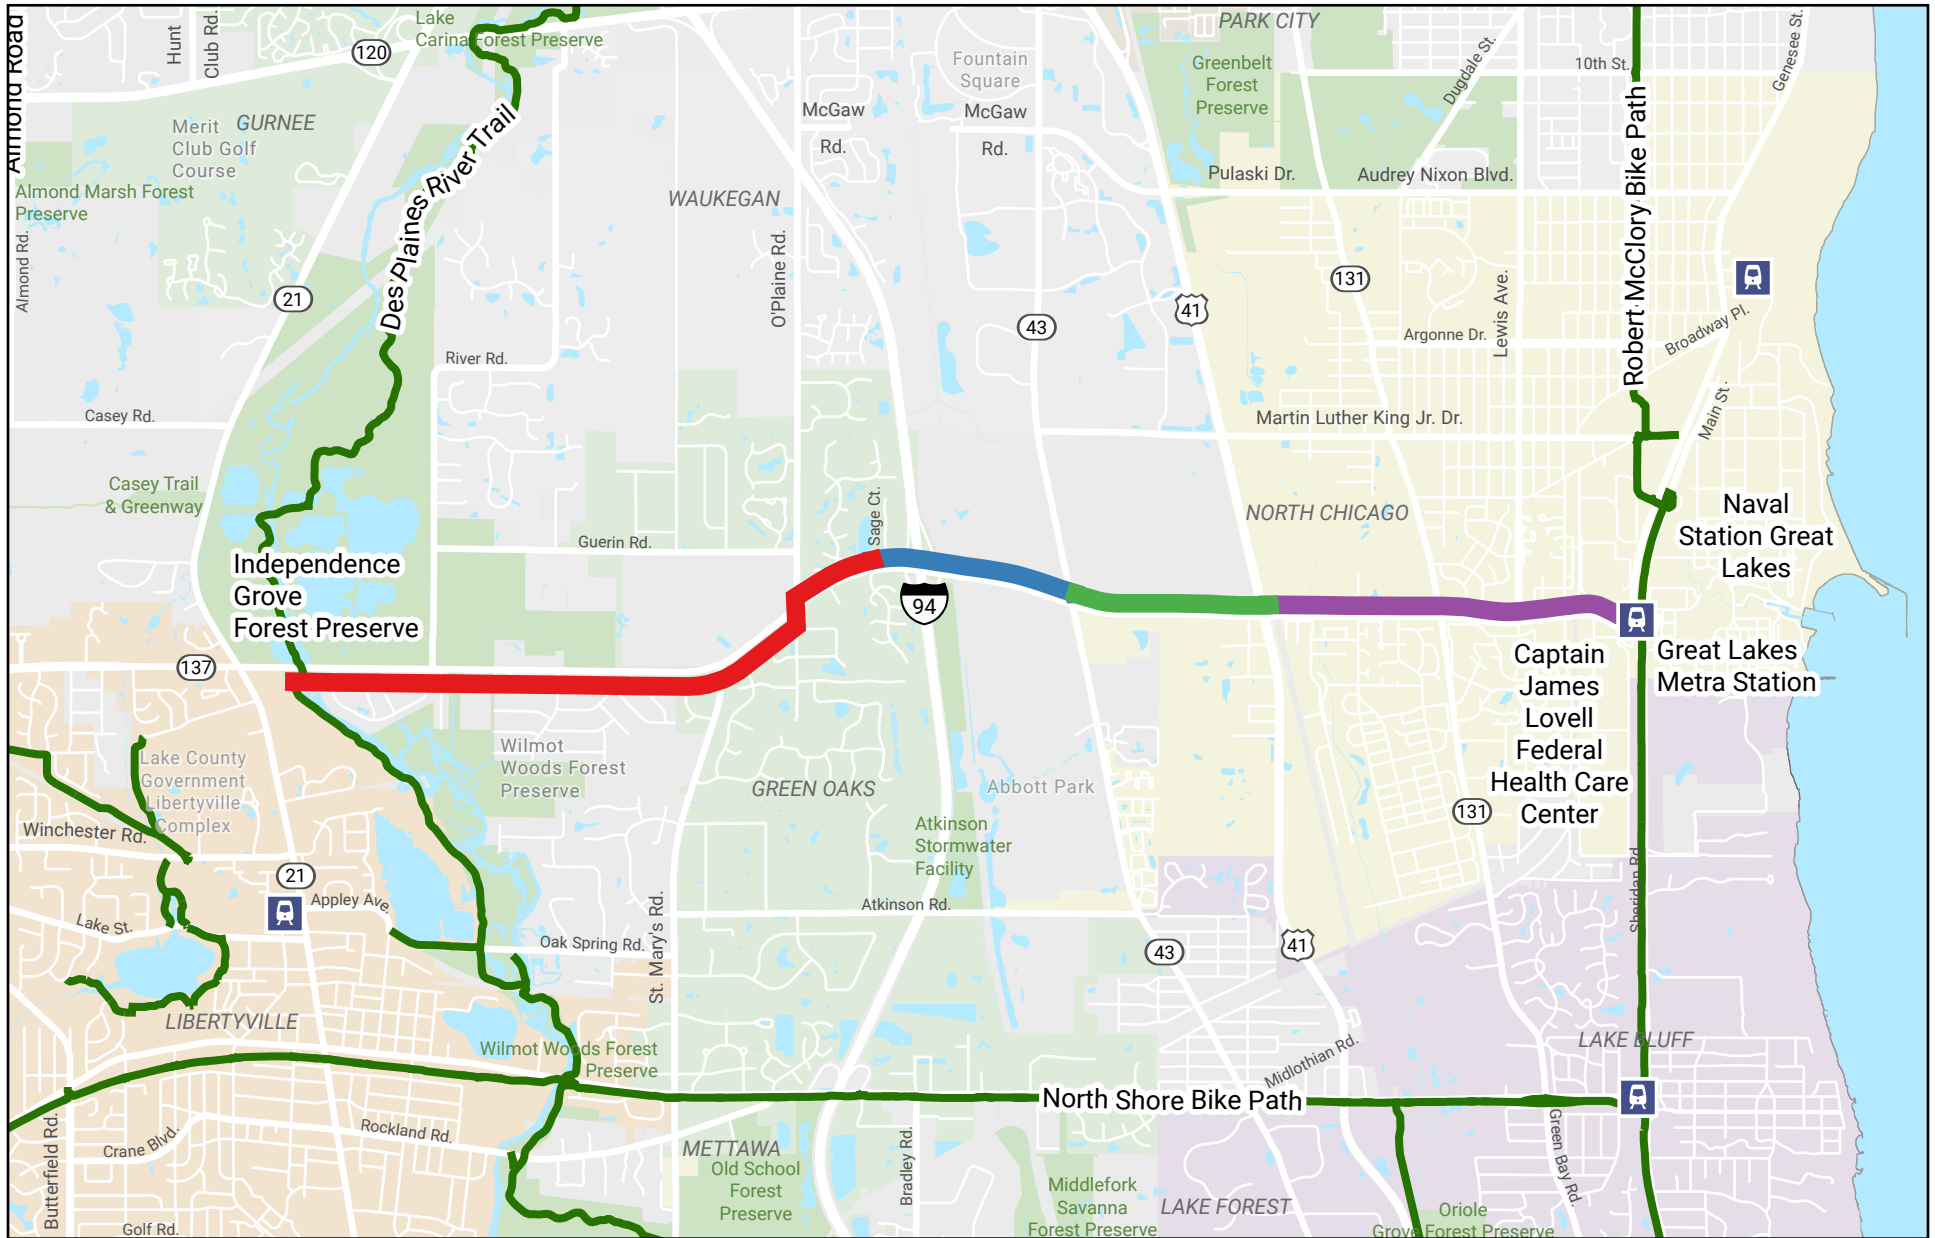 Almond Road
Hunt
Club Rd.
120
Lake
Carina Forest Preserve
PARK CITY
Fountain
Square
Greenbelt
Forest
Preserve
Dugdale St.
10th St.
Genesee St.
Merit
Club Golf
Course
GURNEE
Des Plaines River Trail
McGaw
Rd.
McGaw
Rd.
Robert McClory Bike Path
Almond Marsh Forest
Preserve
Almond Rd.
WAUKEGAN
O'Plaine Rd.
Pulaski Dr.
Audrey Nixon Blvd.
21
43
41
131
Lewis Ave.
Argonne Dr.
Broadway Pl.
River Rd.
Casey Rd.
Martin Luther King Jr. Dr.
Main St.
Casey Trail
& Greenway
Sage Ct.
NORTH CHICAGO
Naval
Station Great
Lakes
Guerin Rd.
Independence
Grove
Forest Preserve
94
137
Captain
James
Lovell
Federal
Health Care
Center
Great Lakes
Metra Station
Lake County
Government
Libertyville
Complex
Wilmot
Woods Forest
Preserve
GREEN OAKS
Abbott Park
131
Winchester Rd.
Atkinson
Stormwater
Facility
Sheridan Rd.
21
Appley Ave.
Lake St.
Atkinson Rd.
Oak Spring Rd.
St. Mary's Rd.
43
41
LIBERTYVILLE
Wilmot Woods Forest
Preserve
Midlothian Rd.
LAKE BLUFF
North Shore Bike Path
Butterfield Rd.
Crane Blvd.
Rockland Rd.
METTAWA
Old School
Forest
Preserve
Bradley Rd.
Middlefork
Savanna
Forest Preserve
LAKE FOREST
Green Bay Rd.
Oriole
Grove Forest Preserve
Golf Rd.